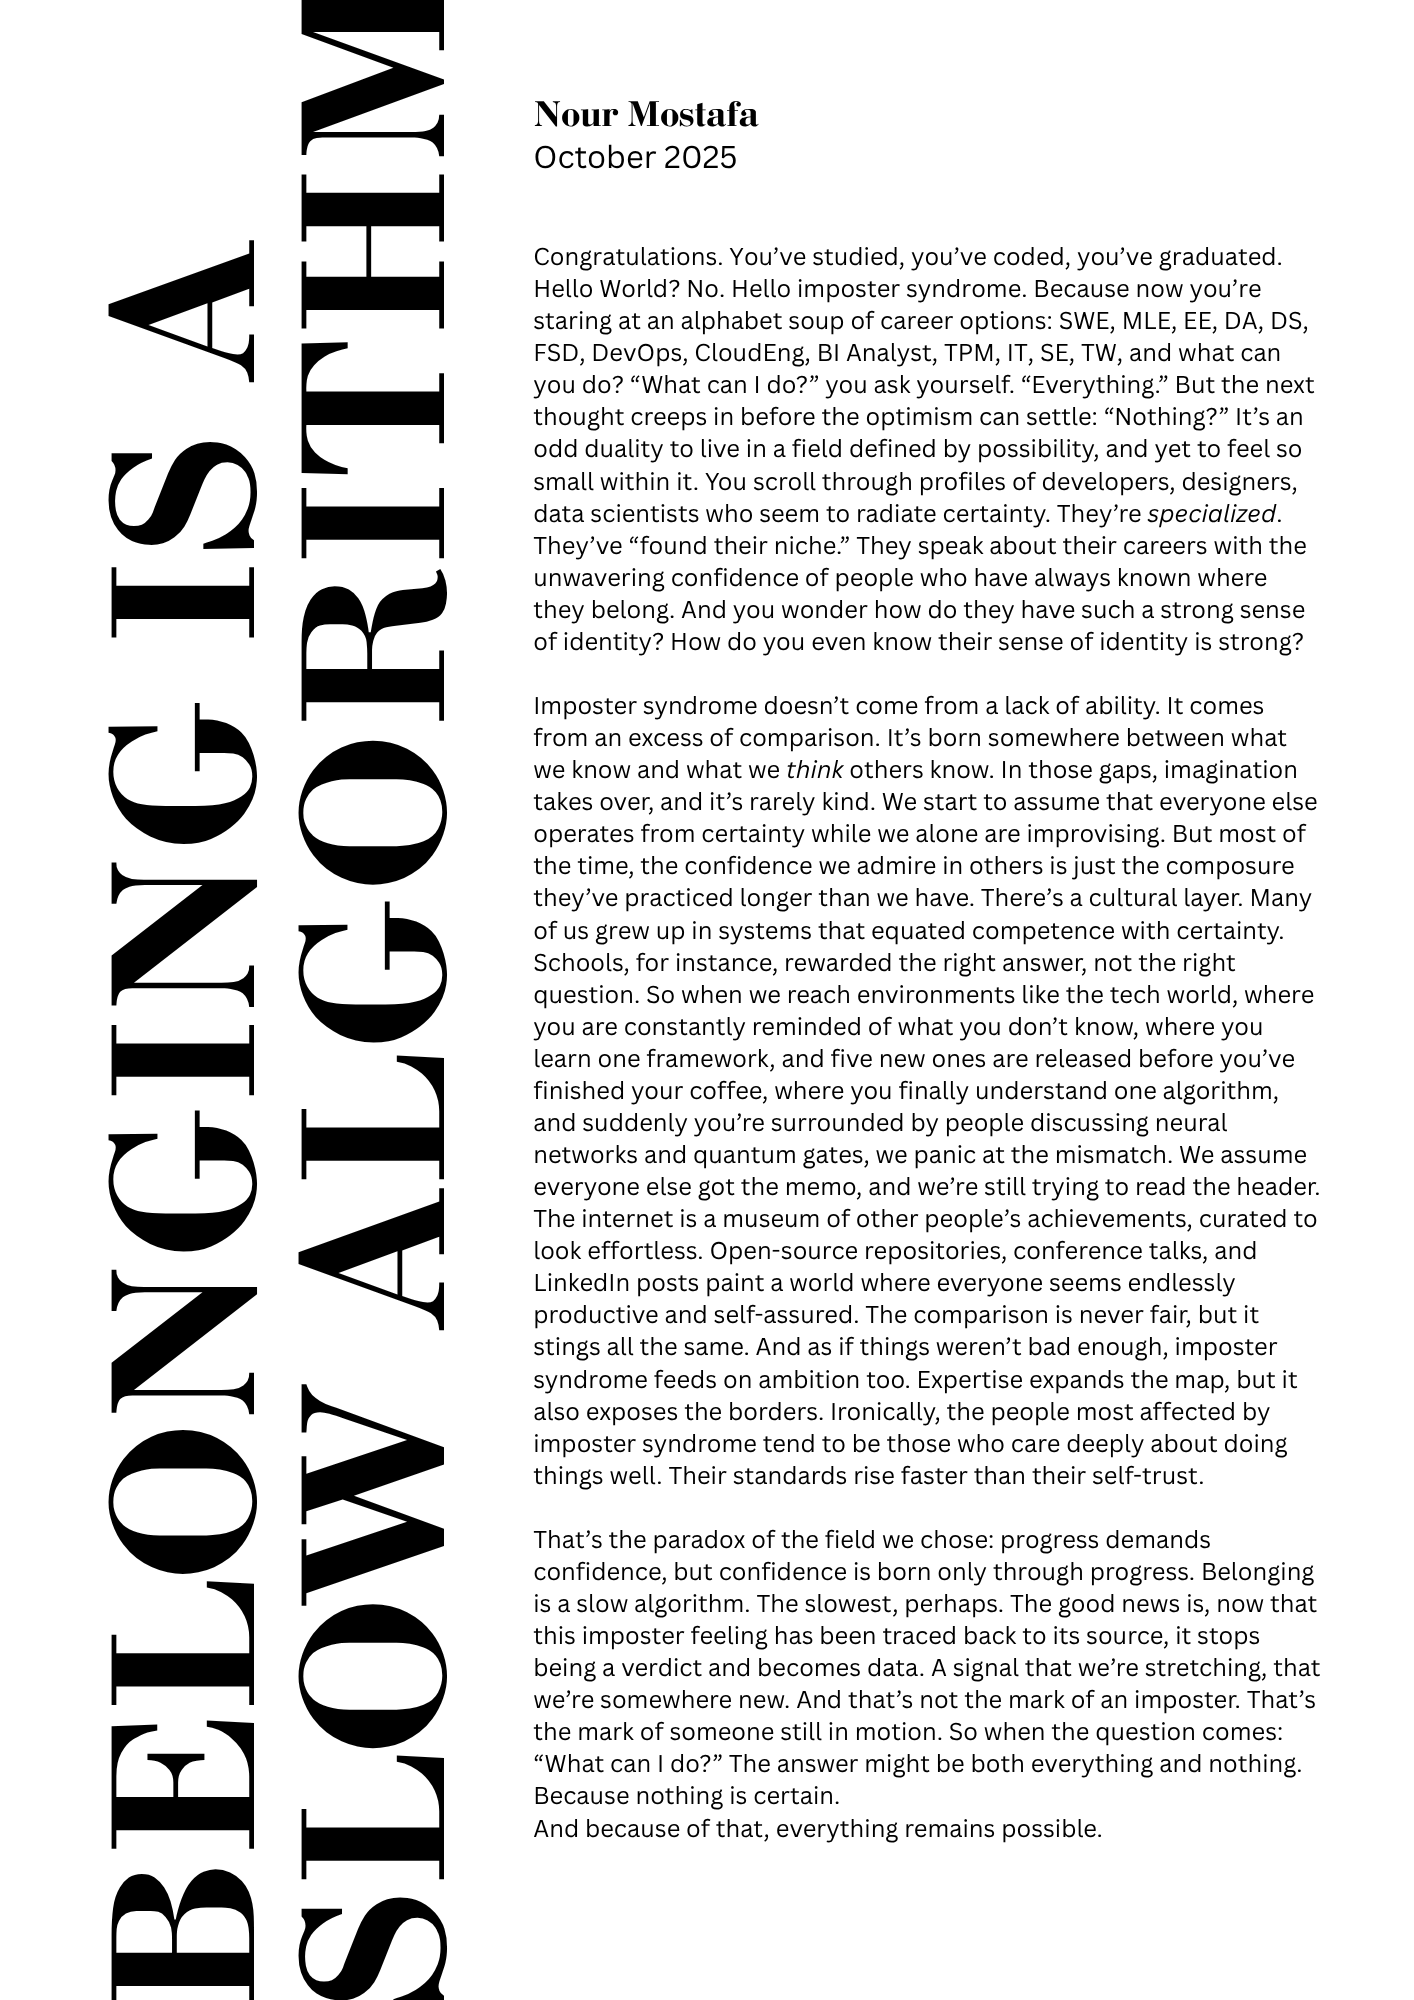 BELONGING IS A
SLOW ALGORITHM
Nour Mostafa
October 2025
Congratulations. You’ve studied, you’ve coded, you’ve graduated.
Hello World? No. Hello imposter syndrome. Because now you’re
staring at an alphabet soup of career options: SWE, MLE, EE, DA, DS,
FSD, DevOps, CloudEng, BI Analyst, TPM, IT, SE, TW, and what can
you do? “What can I do?” you ask yourself. “Everything.” But the next
thought creeps in before the optimism can settle: “Nothing?” It’s an
odd duality to live in a field defined by possibility, and yet to feel so
small within it. You scroll through profiles of developers, designers,
data scientists who seem to radiate certainty. They’re specialized.
They’ve “found their niche.” They speak about their careers with the
unwavering confidence of people who have always known where
they belong. And you wonder how do they have such a strong sense
of identity? How do you even know their sense of identity is strong?
Imposter syndrome doesn’t come from a lack of ability. It comes
from an excess of comparison. It’s born somewhere between what
we know and what we think others know. In those gaps, imagination
takes over, and it’s rarely kind. We start to assume that everyone else
operates from certainty while we alone are improvising. But most of
the time, the confidence we admire in others is just the composure
they’ve practiced longer than we have. There’s a cultural layer. Many
of us grew up in systems that equated competence with certainty.
Schools, for instance, rewarded the right answer, not the right
question. So when we reach environments like the tech world, where
you are constantly reminded of what you don’t know, where you
learn one framework, and five new ones are released before you’ve
finished your coffee, where you finally understand one algorithm,
and suddenly you’re surrounded by people discussing neural
networks and quantum gates, we panic at the mismatch. We assume
everyone else got the memo, and we’re still trying to read the header.
The internet is a museum of other people’s achievements, curated to
look effortless. Open-source repositories, conference talks, and
LinkedIn posts paint a world where everyone seems endlessly
productive and self-assured. The comparison is never fair, but it
stings all the same. And as if things weren’t bad enough, imposter
syndrome feeds on ambition too. Expertise expands the map, but it
also exposes the borders. Ironically, the people most affected by
imposter syndrome tend to be those who care deeply about doing
things well. Their standards rise faster than their self-trust.
That’s the paradox of the field we chose: progress demands
confidence, but confidence is born only through progress. Belonging
is a slow algorithm. The slowest, perhaps. The good news is, now that
this imposter feeling has been traced back to its source, it stops
being a verdict and becomes data. A signal that we’re stretching, that
we’re somewhere new. And that’s not the mark of an imposter. That’s
the mark of someone still in motion. So when the question comes:
“What can I do?” The answer might be both everything and nothing.
Because nothing is certain.
And because of that, everything remains possible.